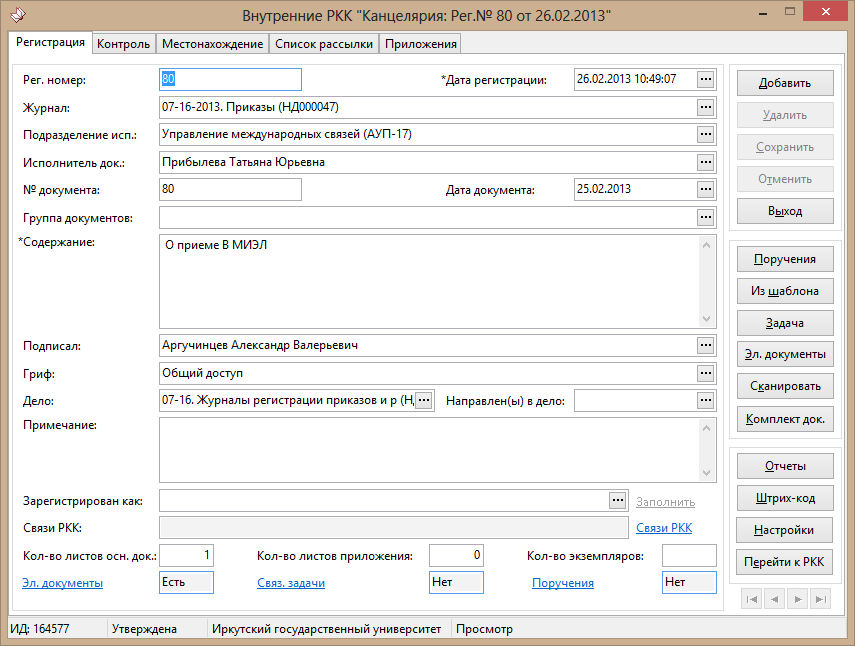 Внутренние РКК "Канцелярия: Рег.№ 80 от 26.02.2013"
Регистрация Контроль Местонахождение Список рассылки Приложения
Рег. номер: 80 *Дата регистрации: 26.02.2013 10:49:07 ...
Журнал: 07-16-2013. Приказы (НД000047) ...
Подразделение исп.: Управление международных связей (АУП-17) ...
Исполнитель док.: Прибылева Татьяна Юрьевна ...
№ документа: 80 Дата документа: 25.02.2013 ...
Группа документов: ...
*Содержание: О приеме В МИЭЛ
Подписал: Аргучинцев Александр Валерьевич ...
Гриф: Общий доступ ...
Дело: 07-16. Журналы регистрации приказов и р (НД ... Направлен(ы) в дело: ...
Примечание:
Зарегистрирован как: ... Заполнить
Связи РКК: Связи РКК
Кол-во листов осн. док.: 1 Кол-во листов приложения: 0 Кол-во экземпляров:
Эл. документы Есть Связ. задачи Нет Поручения Нет
Добавить
Удалить
Сохранить
Отменить
Выход
Поручения
Из шаблона
Задача
Эл. документы
Сканировать
Комплект док.
Отчеты
Штрих-код
Настройки
Перейти к РКК
ИД: 164577 Утверждена Иркутский государственный университет Просмотр